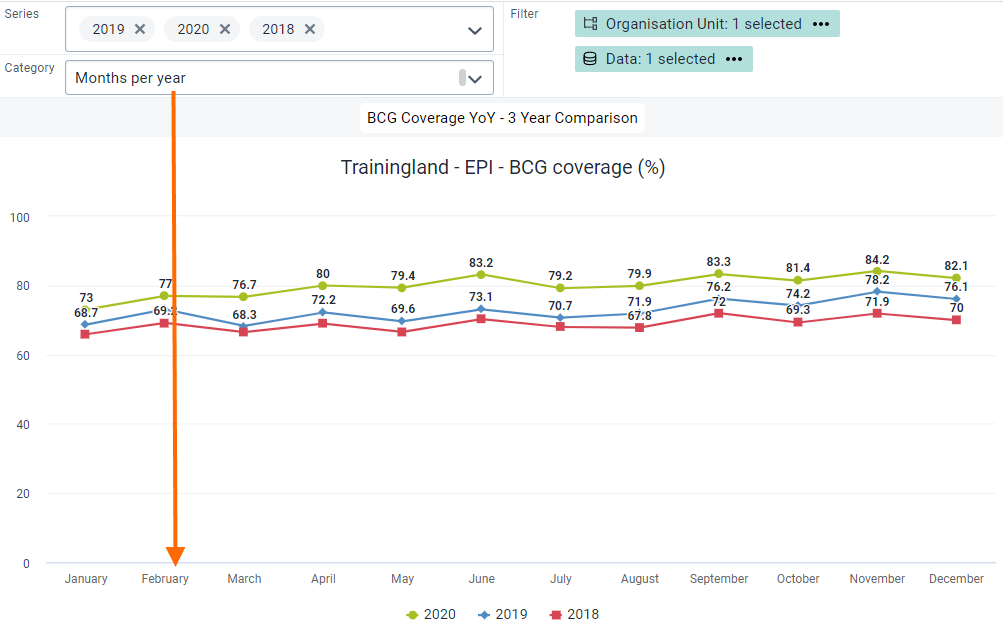 Series
2019 2020 2018
Filter
Organisation Unit: 1 selected
Data: 1 selected
Category
Months per year
BCG Coverage YoY - 3 Year Comparison
Trainingland - EPI - BCG coverage (%)
100
80
60
40
20
0
73 77 76.7 80 79.4 83.2 79.2 79.9 83.3 81.4 84.2 82.1
68.7 68.3 72.2 69.6 73.1 70.7 71.9 76.2 74.2 78.2 76.1
67.8 72 69.3 71.9 70
January February March April May June July August September October November December
2020 2019 2018